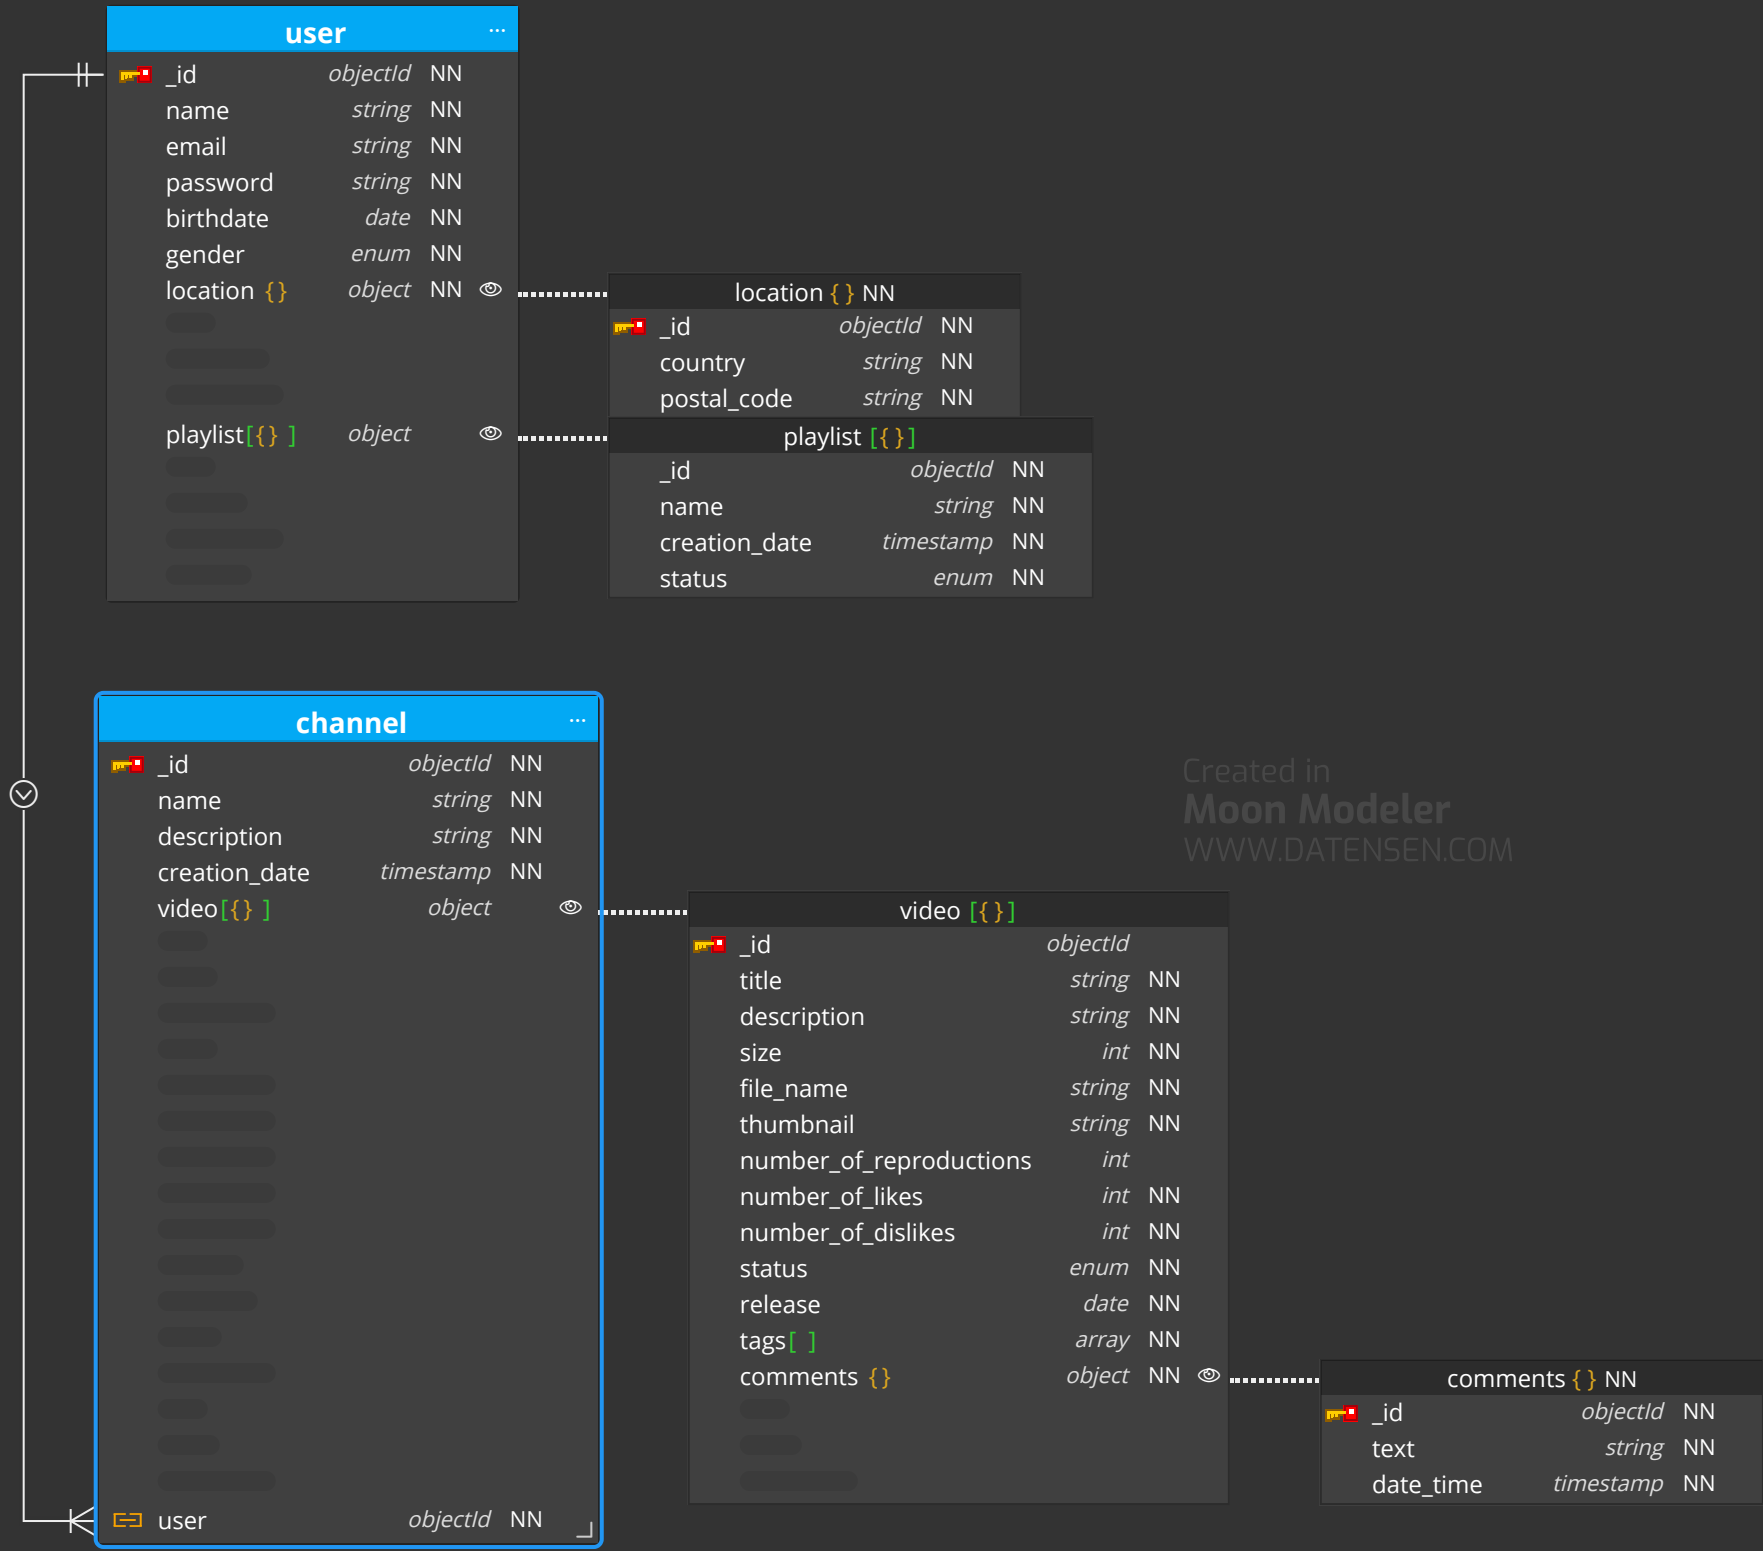 user ...
_id objectId NN
name string NN
email string NN
password string NN
birthdate date NN
gender enum NN
location {} object NN
location { } NN
_id objectId NN
country string NN
postal_code string NN
playlist[{} ] object
playlist [{ }]
_id objectId NN
name string NN
creation_date timestamp NN
status enum NN
channel ...
_id objectId NN
name string NN
description string NN
creation_date timestamp NN
video[{} ] object
Created in
Moon Modeler
WWW.DATENSEN.COM
video [{ }]
_id objectId
title string NN
description string NN
size int NN
file_name string NN
thumbnail string NN
number_of_reproductions int
number_of_likes int NN
number_of_dislikes int NN
status enum NN
release date NN
tags[ ] array NN
comments {} object NN
comments { } NN
_id objectId NN
text string NN
date_time timestamp NN
user objectId NN